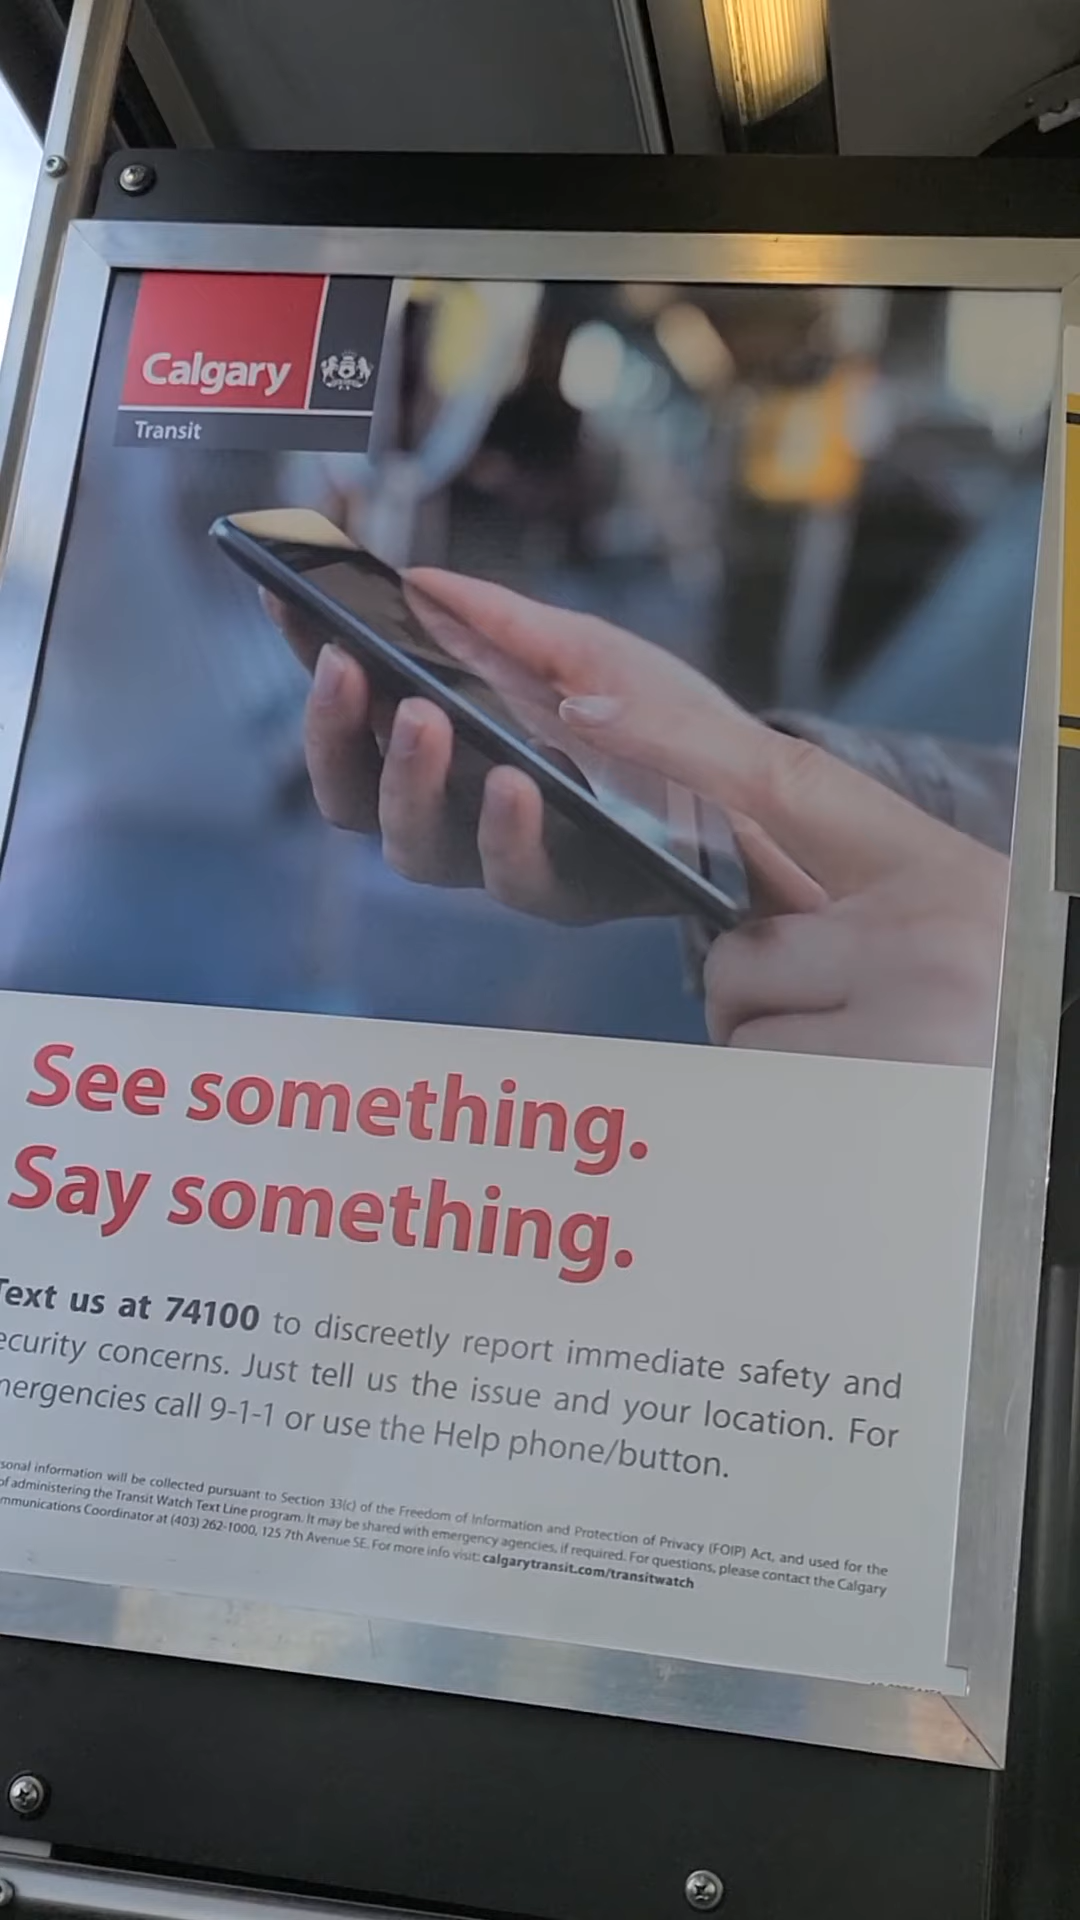 Calgary
Transit
See something.
Say something.
Text us at 74100 to discreetly report immediate safety and
security concerns. Just tell us the issue and your location. For
emergencies call 9-1-1 or use the Help phone/button.
information will be collected pursuant to Section 33(c) of the Freedom of Information and Protection of Privacy (FOIP) Act, and used for the
of administering the Transit Watch Text Line program. It may be shared with emergency agencies, if required. For questions, please contact the Calgary
Coordinator at (403) 262-1000, 125 7th Avenue SE. For more info visit: calgarytransit.com/transitwatch